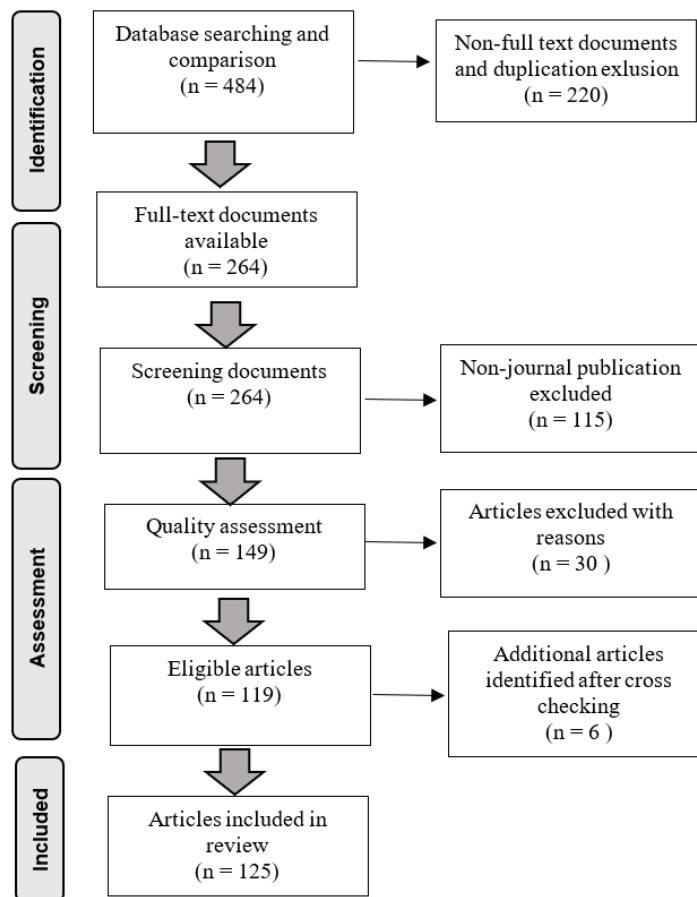 Identification
Database searching and
comparison
(n = 484)
Non-full text documents
and duplication exlusion
(n = 220)
Full-text documents
available
(n = 264)
Screening
Screening documents
(n = 264)
Non-journal publication
excluded
(n = 115)
Assessment
Quality assessment
(n = 149)
Articles excluded with
reasons
(n = 30 )
Eligible articles
(n = 119)
Additional articles
identified after cross
checking
(n = 6 )
Included
Articles included in
review
(n = 125)